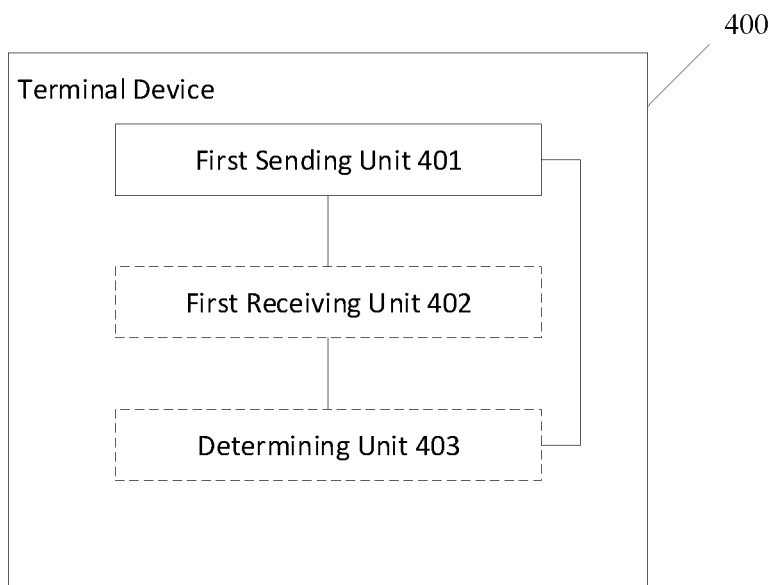 400
Terminal Device
First Sending Unit 401
First Receiving Unit 402
Determining Unit 403